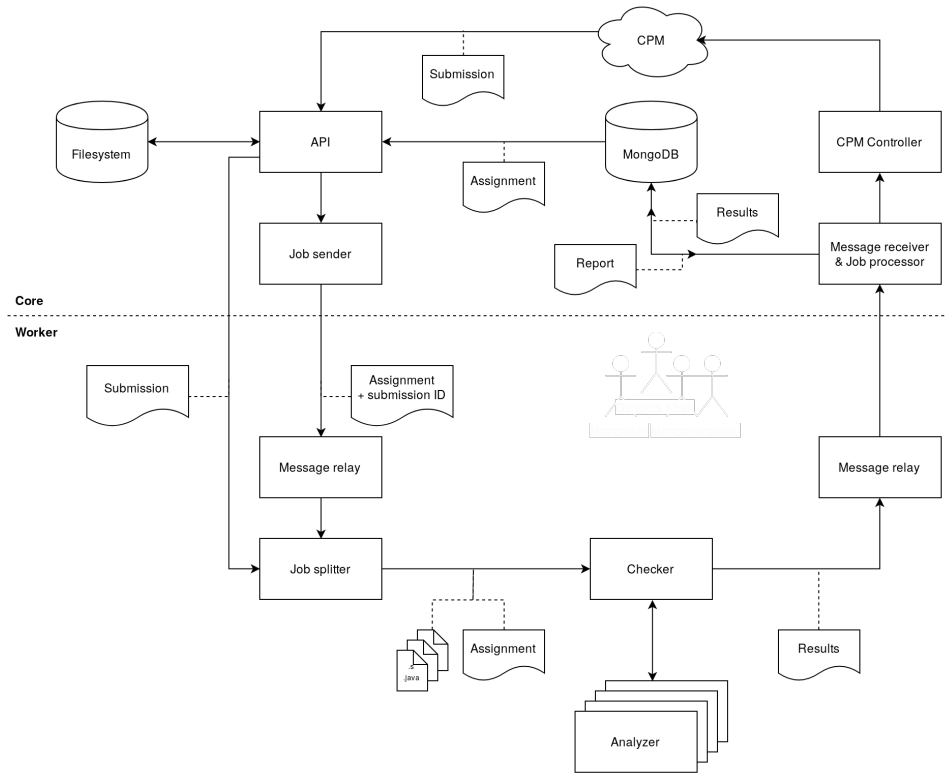 CPM
Submission
Filesystem
API
MongoDB
CPM Controller
Assignment
Results
Job sender
Report
Message receiver
& Job processor
Core
Worker
Submission
Assignment
+ submission ID
Message relay
Message relay
Job splitter
Checker
.s
.java
Assignment
Results
Analyzer